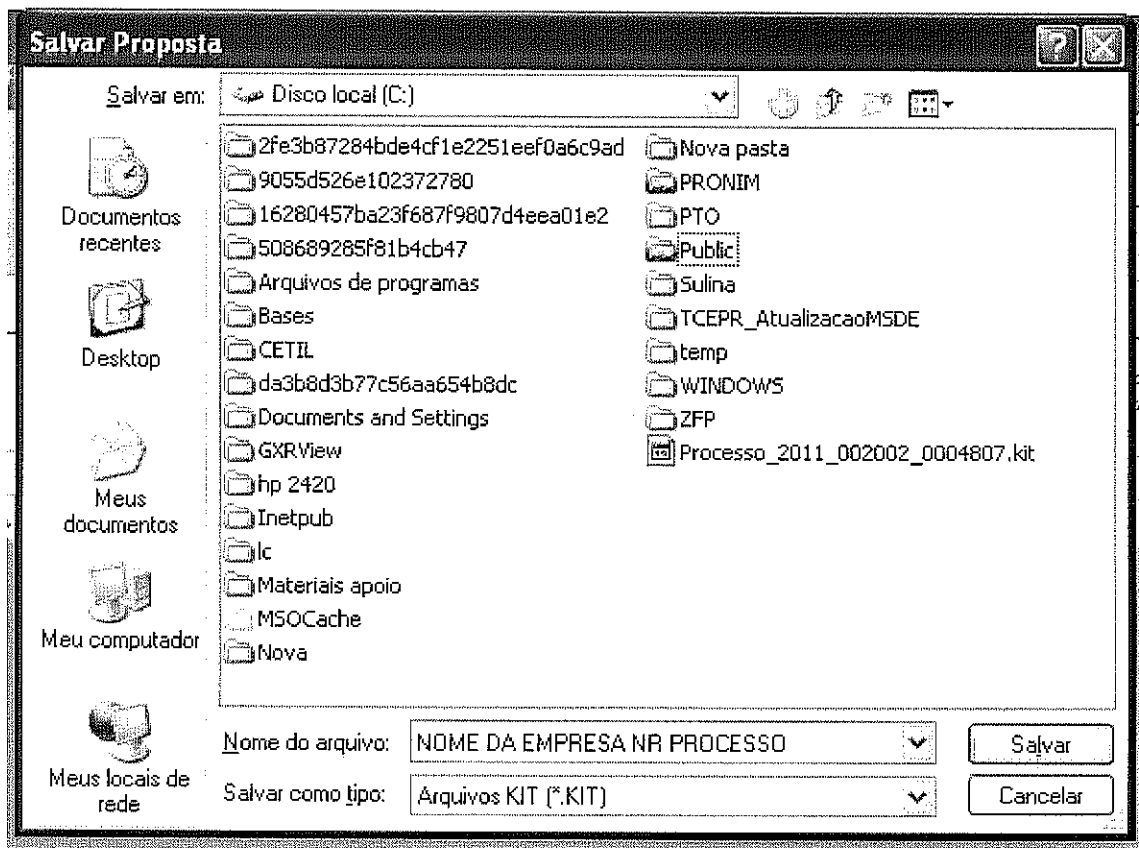 Salvar Proposta
Salvar em:
Disco local (C:)
Documentos
recentes
Desktop
Meus
documentos
Meu computador
Meus locais de
rede
2fe3b87284bde4cf1e2251eef0a6c9ad
9055d526e102372780
16280457ba23f687f9807d4eea01e2
508689285f81b4cb47
Arquivos de programas
Bases
CETIL
da3b8d3b77c56aa654b8dc
Documents and Settings
GXRView
hp 2420
Inetpub
lc
Materiais apoio
MSOCache
Nova
Nova pasta
PRONIM
PTO
Public
Sulina
TCEPR_AtualizacaoMSDE
temp
WINDOWS
ZFP
Processo_2011_002002_0004807.kit
Nome do arquivo:
NOME DA EMPRESA NR PROCESSO
Salvar
Salvar como tipo:
Arquivos KIT (*.KIT)
Cancelar